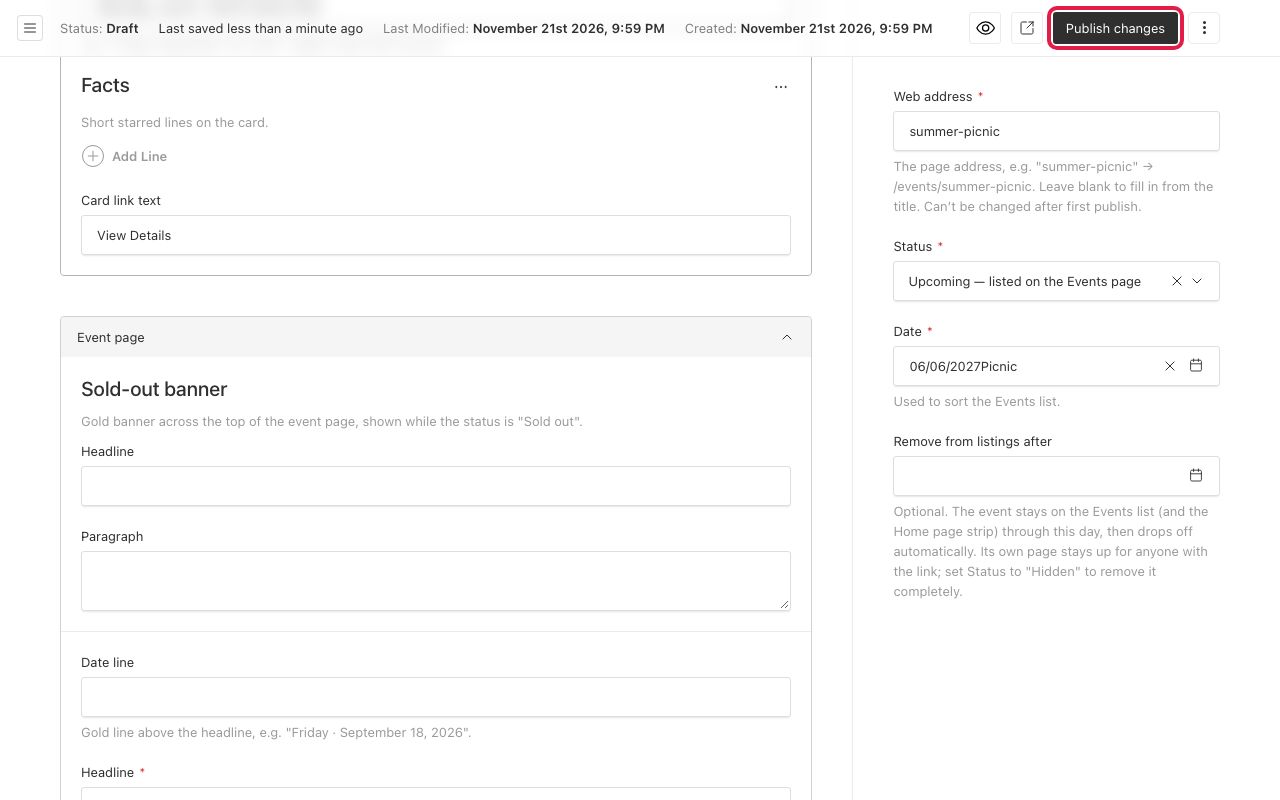 Status: Draft
Last saved less than a minute ago
Last Modified: November 21st 2026, 9:59 PM
Created: November 21st 2026, 9:59 PM
Publish changes
Facts
Short starred lines on the card.
Add Line
Card link text
View Details
Event page
Sold-out banner
Gold banner across the top of the event page, shown while the status is "Sold out".
Headline
Paragraph
Date line
Gold line above the headline, e.g. "Friday · September 18, 2026".
Headline *
Web address *
summer-picnic
The page address, e.g. "summer-picnic" →
/events/summer-picnic. Leave blank to fill in from the
title. Can't be changed after first publish.
Status *
Upcoming — listed on the Events page
Date *
06/06/2027Picnic
Used to sort the Events list.
Remove from listings after
Optional. The event stays on the Events list (and the
Home page strip) through this day, then drops off
automatically. Its own page stays up for anyone with
the link; set Status to "Hidden" to remove it
completely.